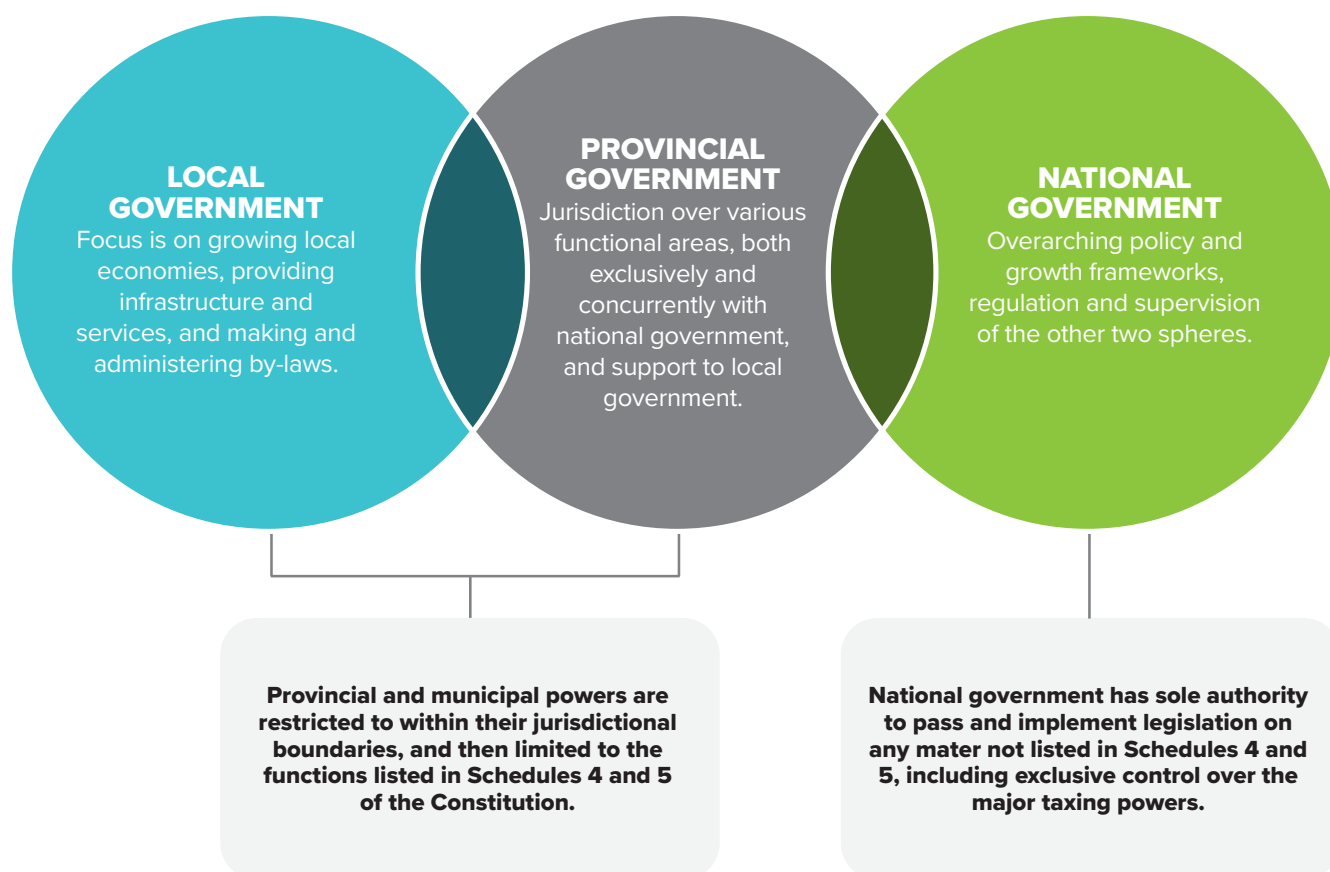 LOCAL
GOVERNMENT
Focus is on growing local
economies, providing
infrastructure and
services, and making and
administering by-laws.
PROVINCIAL
GOVERNMENT
Jurisdiction over various
functional areas, both
exclusively and
concurrently with
national government,
and support to local
government.
NATIONAL
GOVERNMENT
Overarching policy and
growth frameworks,
regulation and supervision
of the other two spheres.
Provincial and municipal powers are
restricted to within their jurisdictional
boundaries, and then limited to the
functions listed in Schedules 4 and 5
of the Constitution.
National government has sole authority
to pass and implement legislation on
any mater not listed in Schedules 4 and
5, including exclusive control over the
major taxing powers.